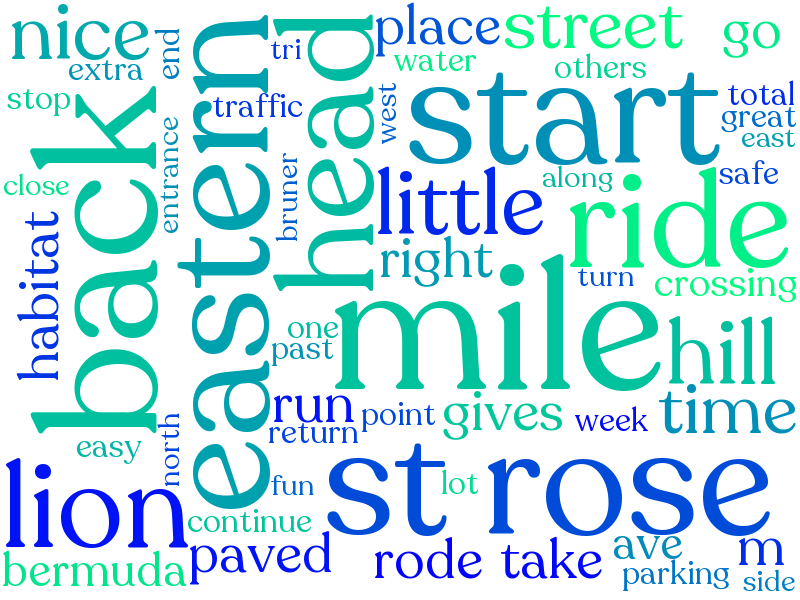 nice
extra
end
stop
back
close
entrance
habitat
eastern
tri
traffic
bruner
head
place
water
west
street
others
go
start
total
great
east
safe
along
little
right
ride
turn
crossing
one
past
mile
hill
run
return
point
gives
week
time
easy
north
lion
fun
continue
st
lot
rose
bermuda
paved
rode
take
ave
parking
m
side